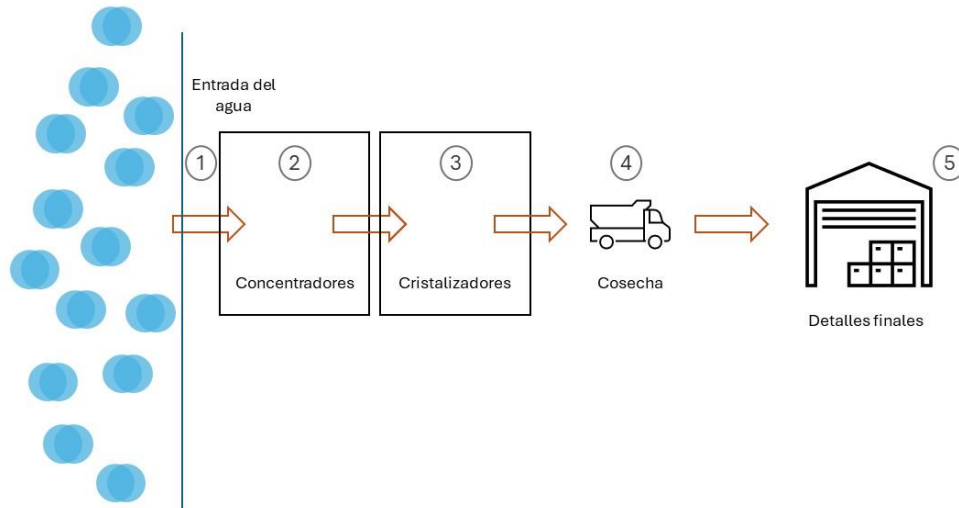 Entrada del
agua
1
2
3
4
5
Concentradores
Cristalizadores
Cosecha
Detalles finales